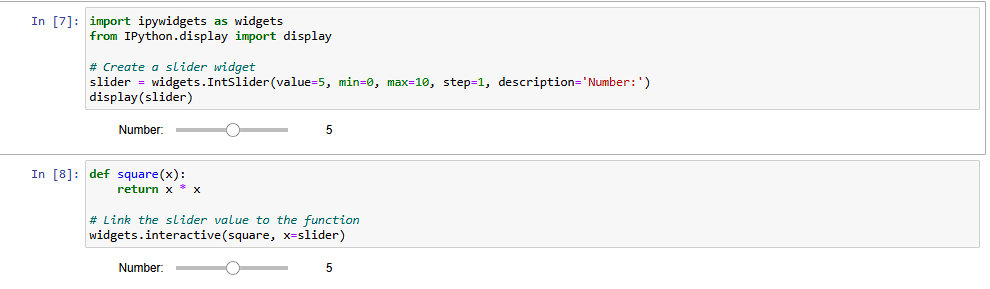 In [7]: import ipywidgets as widgets
from IPython.display import display
# Create a slider widget
slider = widgets.IntSlider(value=5, min=0, max=10, step=1, description='Number:')
display(slider)
Number: 5
In [8]: def square(x):
return x * x
# Link the slider value to the function
widgets.interactive(square, x=slider)
Number: 5